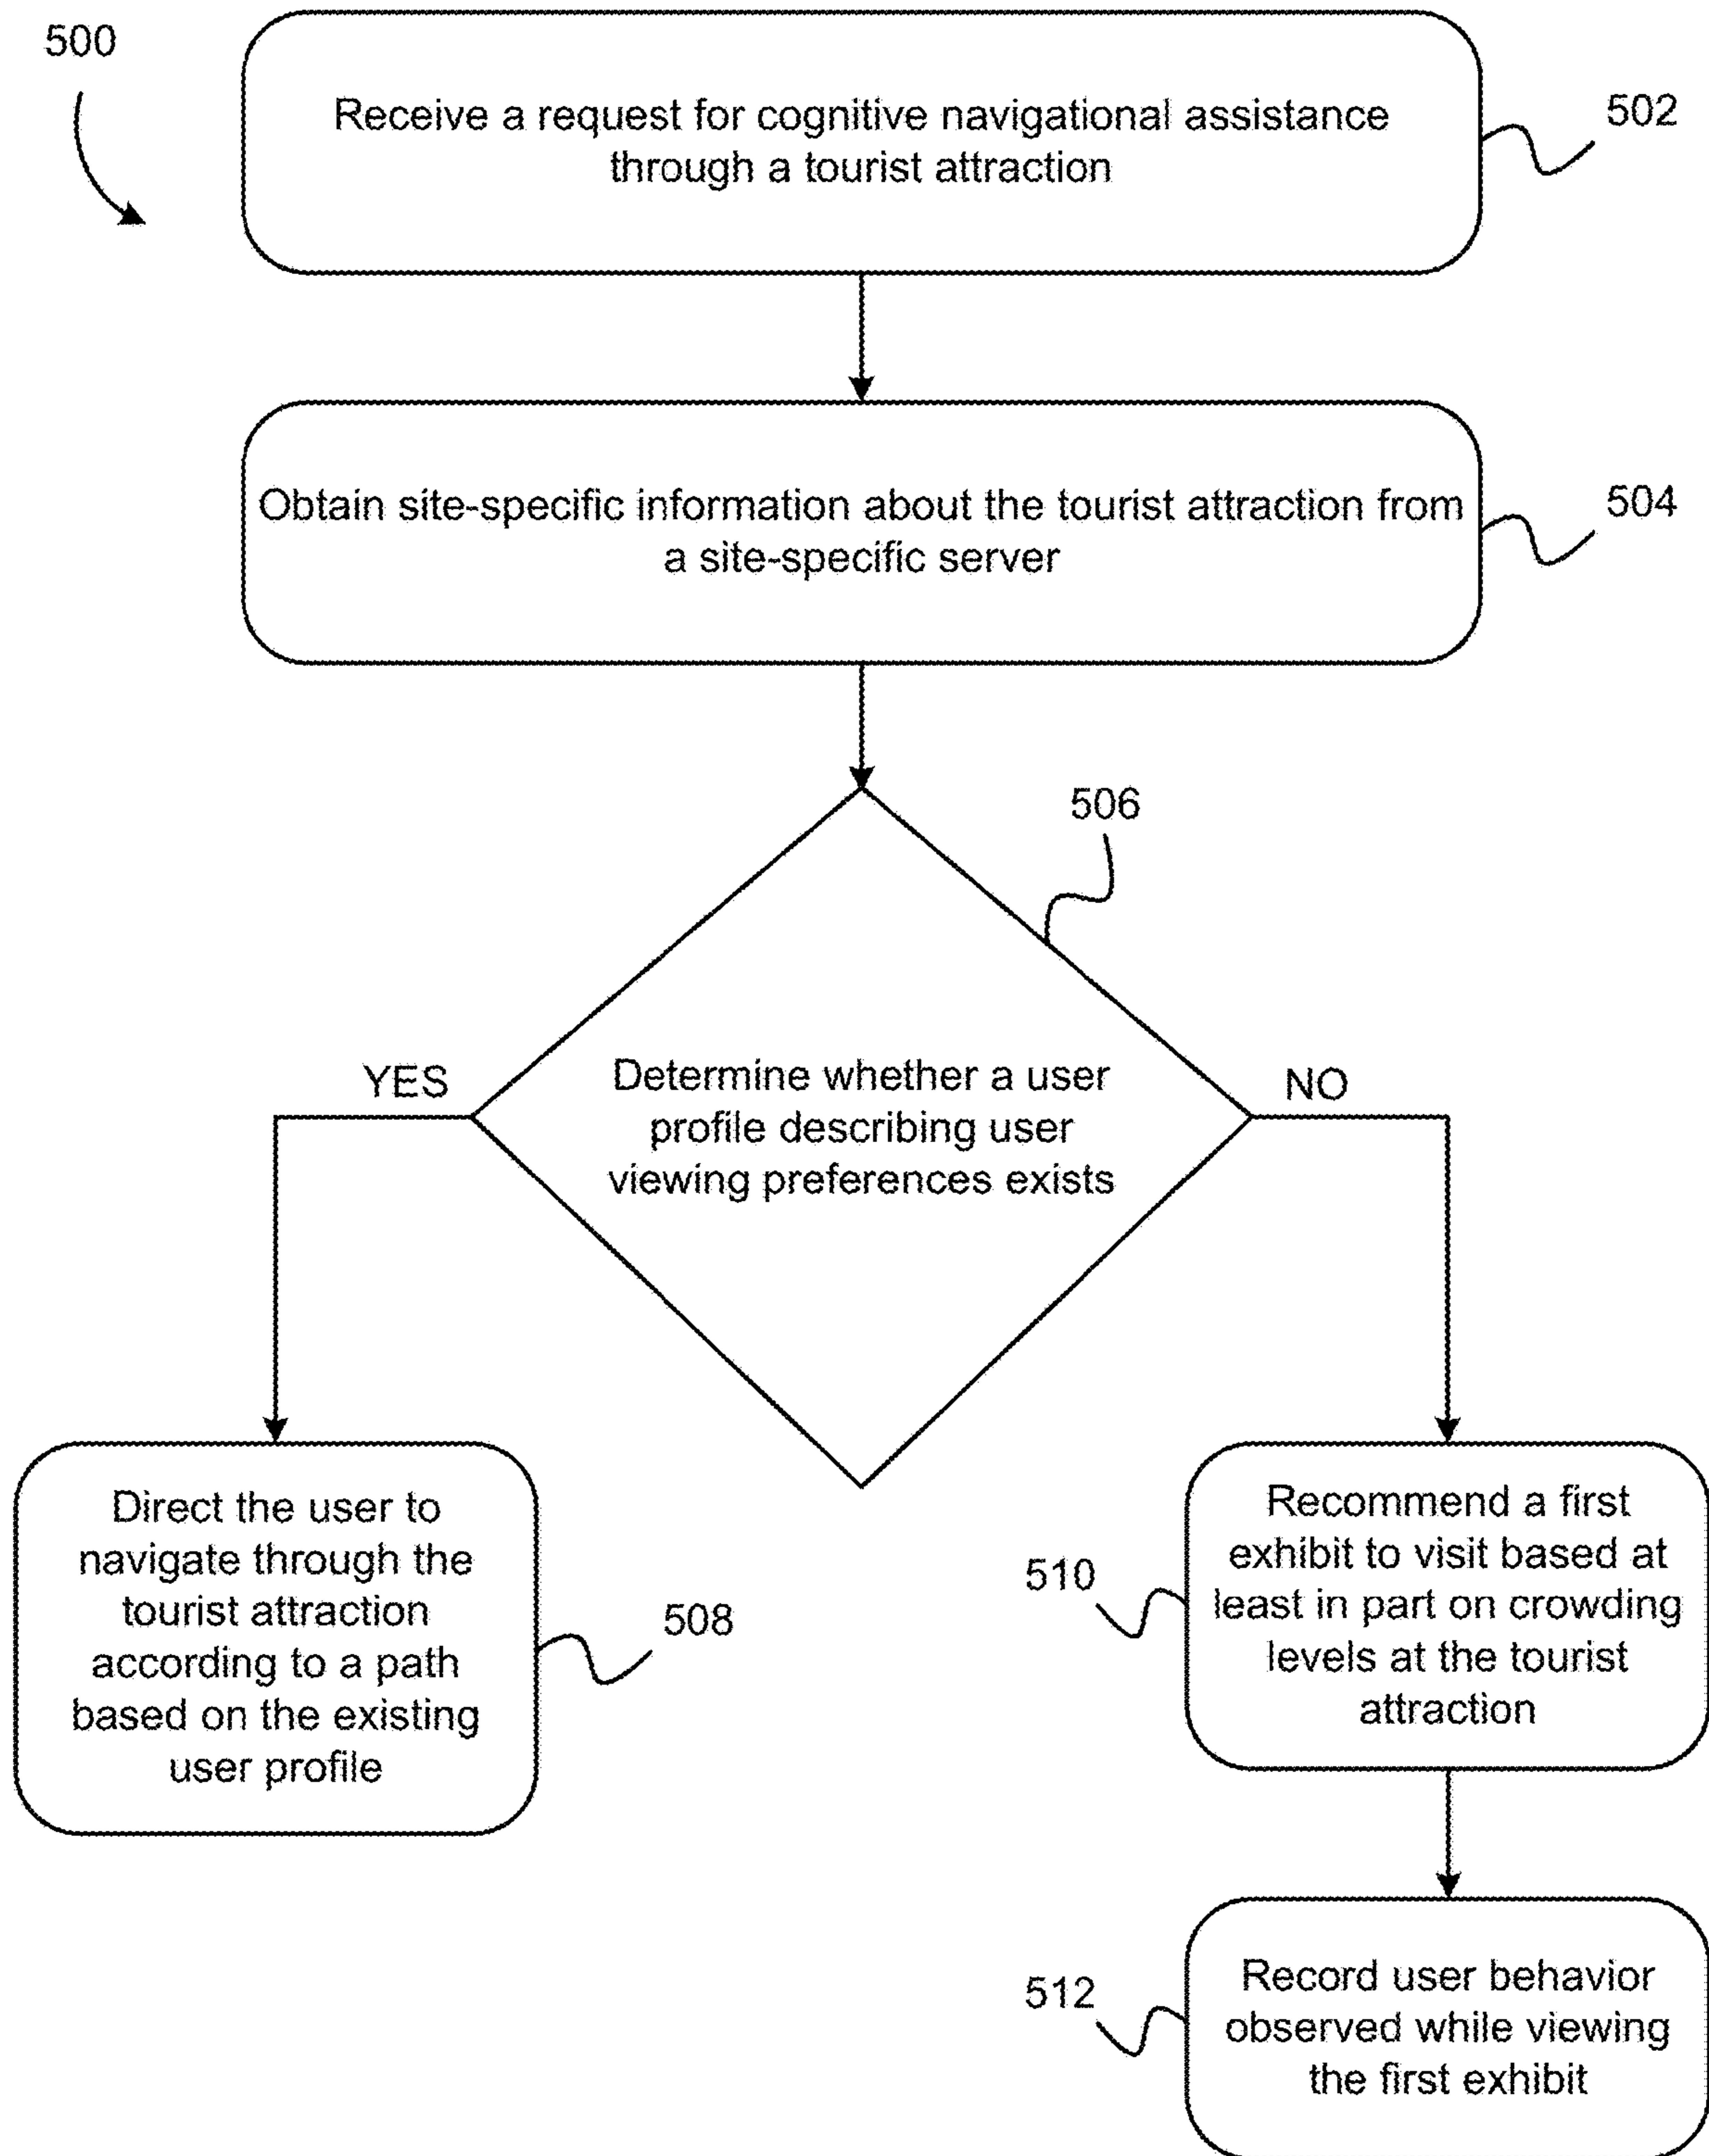 500
Receive a request for cognitive navigational assistance
through a tourist attraction
502
Obtain site-specific information about the tourist attraction from
a site-specific server
504
506
Determine whether a user
profile describing user
viewing preferences exists
YES
NO
Direct the user to
navigate through the
tourist attraction
according to a path
based on the existing
user profile
508
510
Recommend a first
exhibit to visit based at
least in part on crowding
levels at the tourist
attraction
512
Record user behavior
observed while viewing
the first exhibit